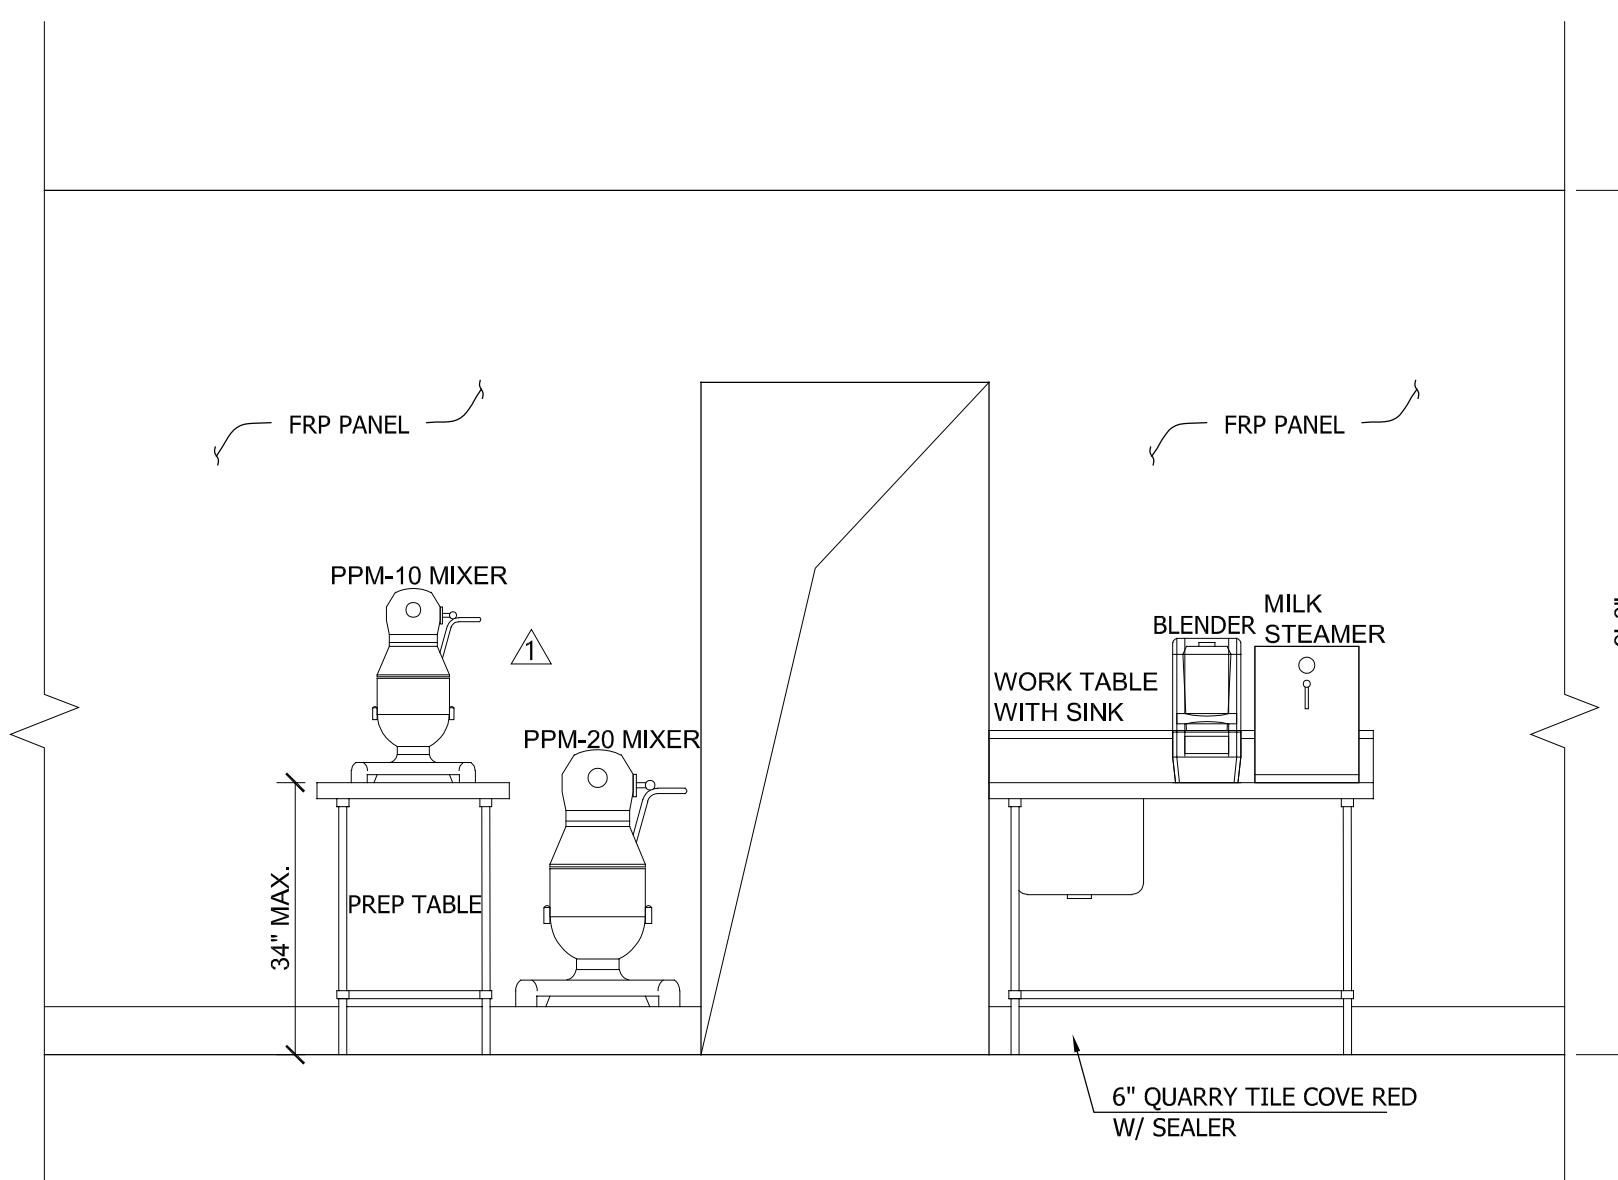 FRP PANEL
FRP PANEL
PPM-10 MIXER
1
MILK
STEAMER
BLENDER
WORK TABLE
WITH SINK
PPM-20 MIXER
34" MAX.
PREP TABLE
6" QUARRY TILE COVE RED
W/ SEALER